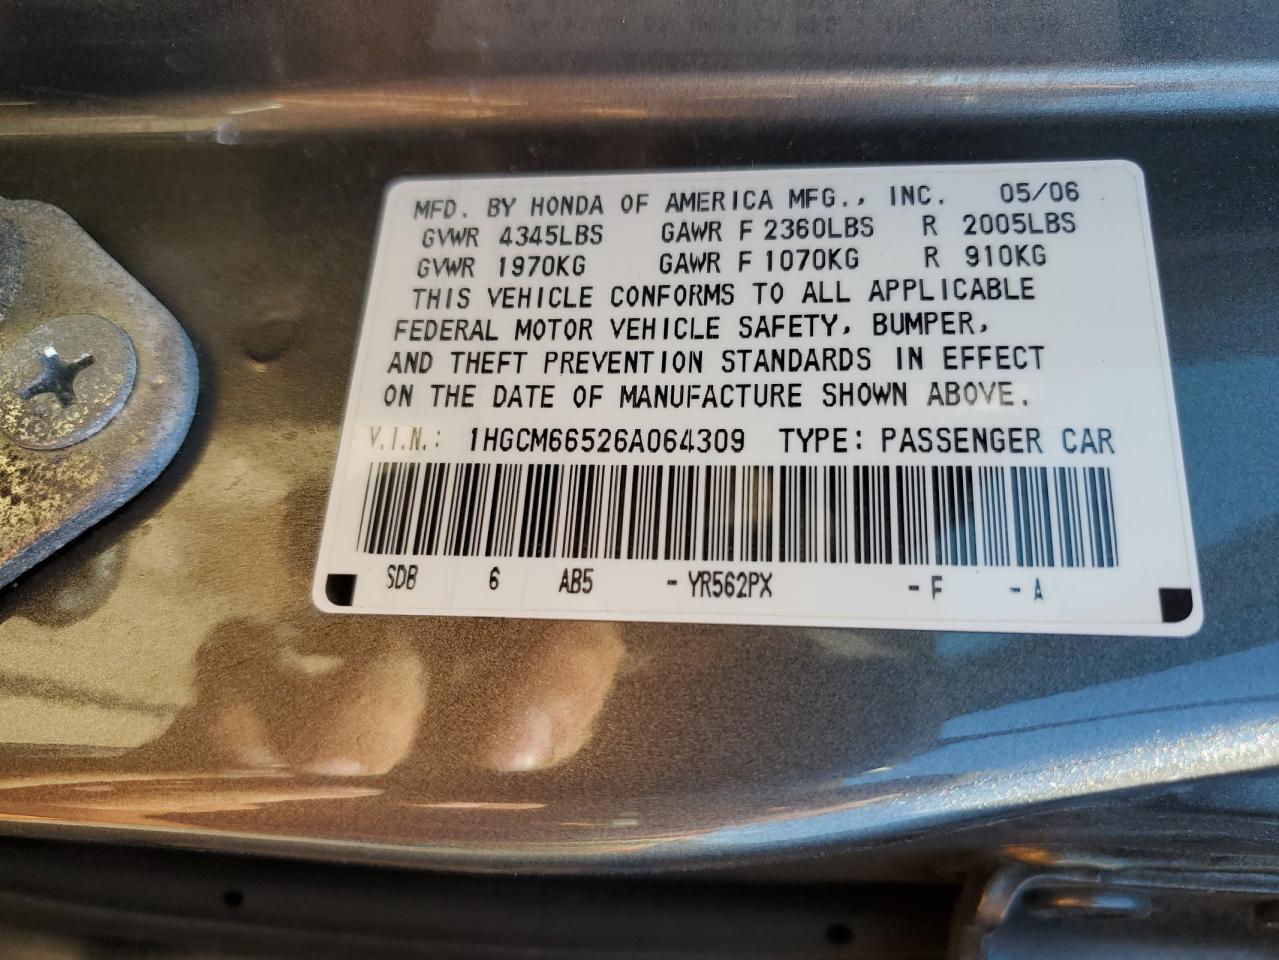 MFD. BY HONDA OF AMERICA MFG., INC. 05/06
GVWR 4345LBS GAWR F 2360LBS R 2005LBS
GVWR 1970KG GAWR F 1070KG R 910KG
THIS VEHICLE CONFORMS TO ALL APPLICABLE
FEDERAL MOTOR VEHICLE SAFETY, BUMPER,
AND THEFT PREVENTION STANDARDS IN EFFECT
ON THE DATE OF MANUFACTURE SHOWN ABOVE.
V.I.N.: 1HGCM66526A064309 TYPE: PASSENGER CAR
SDB 6 AB5 - YR562PX - F - A